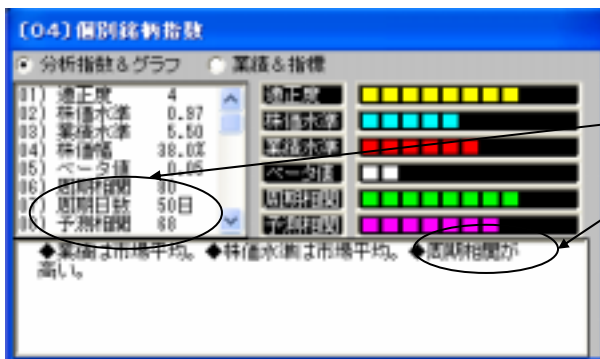 [04]個別銘柄指数
分析指数&グラフ 業績&指標
01) 適正度 4
02) 株価水準 0.97
03) 業績水準 5.50
04) 株価幅 38.0%
05) ベータ値 0.05
06) 周期相関 80
07) 周期日数 50日
08) 予測相関 68
適正度
株価水準
業績水準
ベータ値
周期相関
予測相関
◆業績は市場平均。 ◆株価水準は市場平均。 ◆周期相関が
高い。